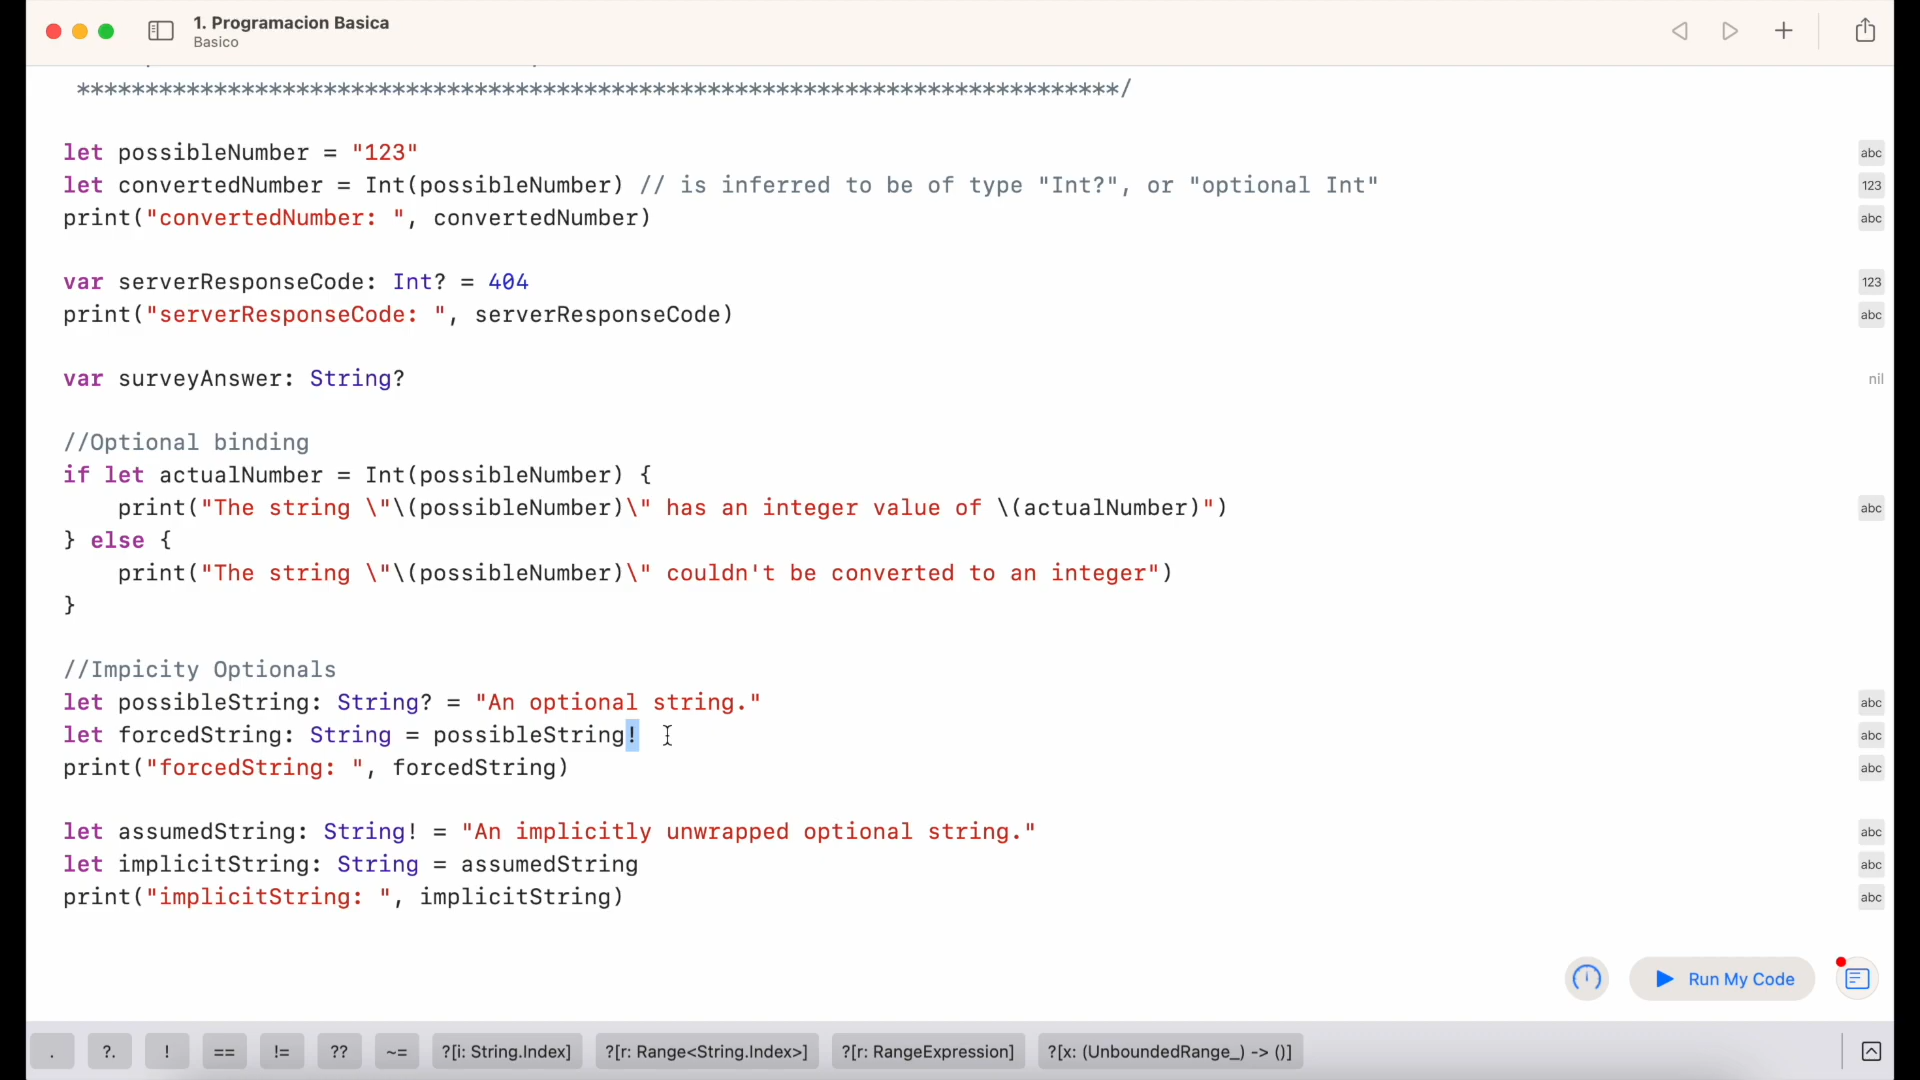 1. Programacion Basica
Basico
****************************************************************************/
let possibleNumber = "123"
abc
let convertedNumber = Int(possibleNumber) // is inferred to be of type "Int?", or "optional Int"
123
print("convertedNumber: ", convertedNumber)
abc
var serverResponseCode: Int? = 404
123
print("serverResponseCode: ", serverResponseCode)
abc
var surveyAnswer: String?
nil
//Optional binding
if let actualNumber = Int(possibleNumber) {
print("The string \"\(possibleNumber)\" has an integer value of \(actualNumber)")
abc
} else {
print("The string \"\(possibleNumber)\" couldn't be converted to an integer")
}
//Impicity Optionals
let possibleString: String? = "An optional string."
abc
let forcedString: String = possibleString!
abc
print("forcedString: ", forcedString)
abc
let assumedString: String! = "An implicitly unwrapped optional string."
abc
let implicitString: String = assumedString
abc
print("implicitString: ", implicitString)
abc
Run My Code
. ?. ! == != ?? ~= ?[i: String.Index] ?[r: Range<String.Index>] ?[r: RangeExpression] ?[x: (UnboundedRange_) -> ()]